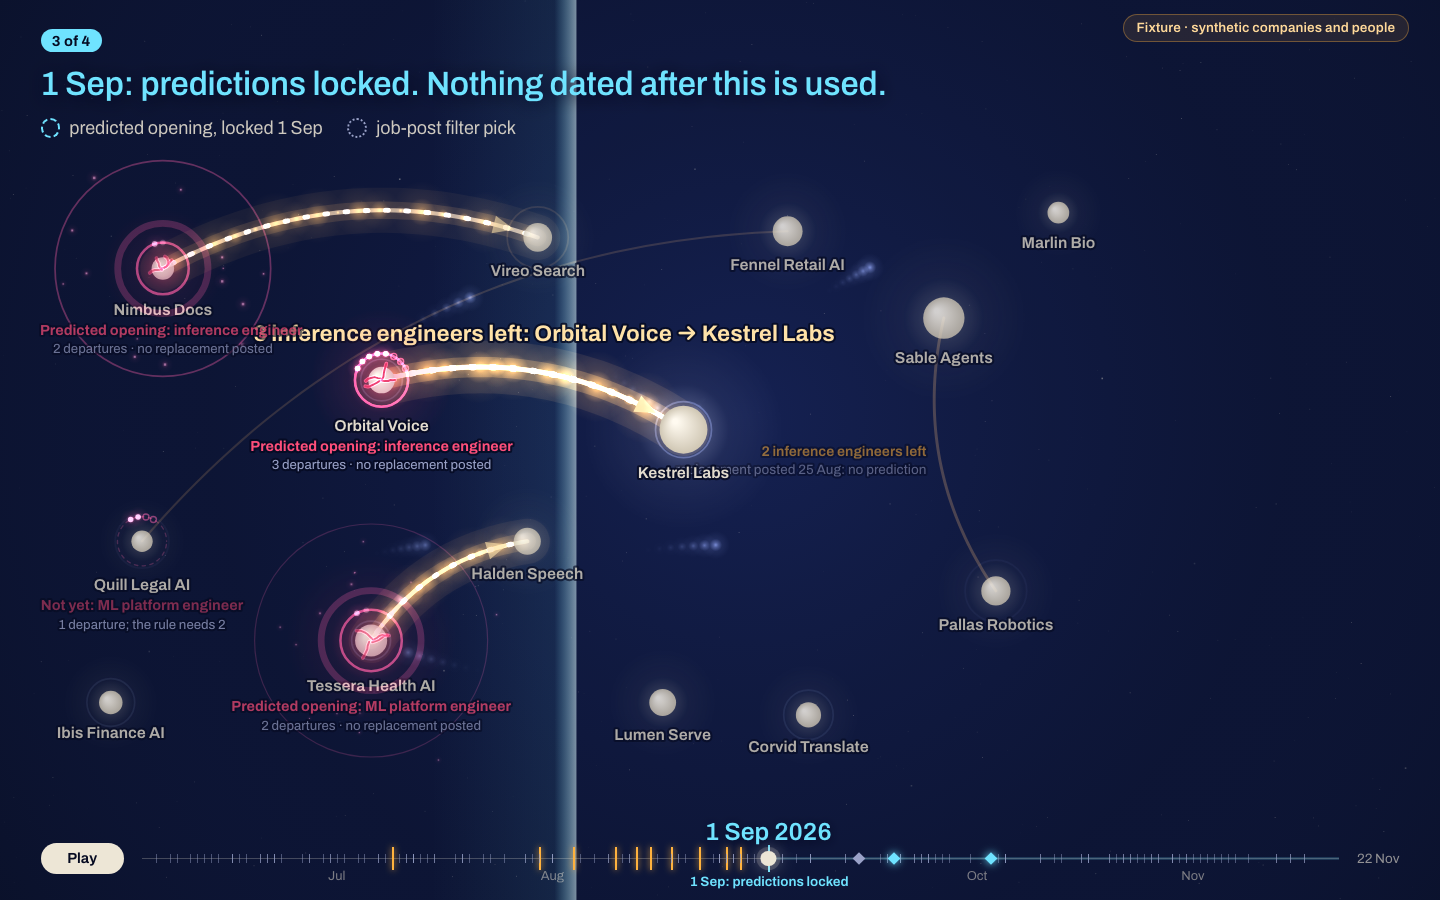 3 of 4
Fixture · synthetic companies and people
1 Sep: predictions locked. Nothing dated after this is used.
predicted opening, locked 1 Sep
job-post filter pick
Marlin Bio
Fennel Retail AI
Vireo Search
Nimbus Docs
Predicted opening: inference engineer
2 departures · no replacement posted
3 inference engineers left: Orbital Voice → Kestrel Labs
Sable Agents
Orbital Voice
Predicted opening: inference engineer
3 departures · no replacement posted
2 inference engineers left
posted 25 Aug: no prediction
Kestrel Labs
Halden Speech
Quill Legal AI
Not yet: ML platform engineer
1 departure; the rule needs 2
Pallas Robotics
Tessera Health AI
Predicted opening: ML platform engineer
2 departures · no replacement posted
Ibis Finance AI
Lumen Serve
Corvid Translate
1 Sep 2026
Play
22 Nov
Jul
Aug
1 Sep: predictions locked
Oct
Nov